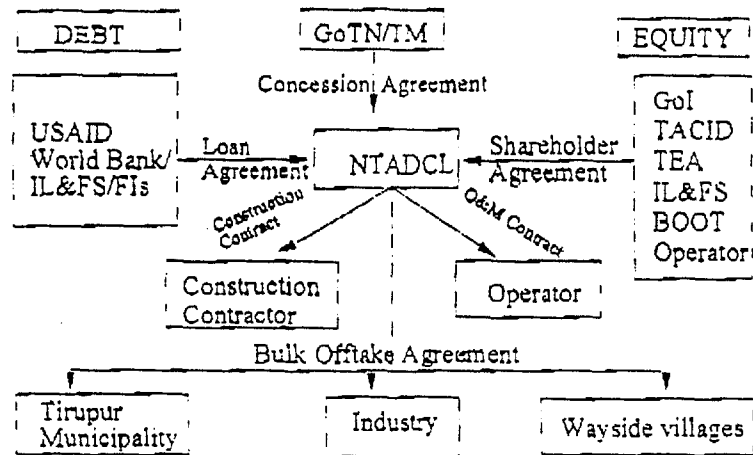 DEBT
GoTN/TM
EQUITY
Concession Agreement
USAID
World Bank/
IL&FS/FIs
Loan
Agreement
NTADCL
Shareholder
Agreement
GoI
TACID
TEA
IL&FS
BOOT
Operator
Construction
Contract
O&M Contract
Construction
Contractor
Operator
Bulk Offtake Agreement
Tirupur
Municipality
Industry
Wayside villages